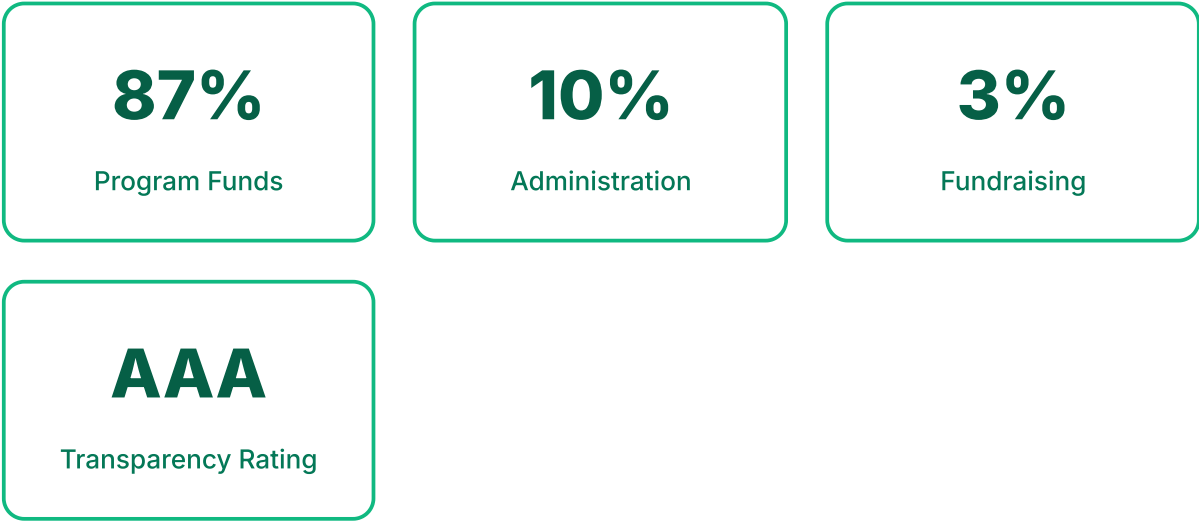 87%
Program Funds
10%
Administration
3%
Fundraising
AAA
Transparency Rating